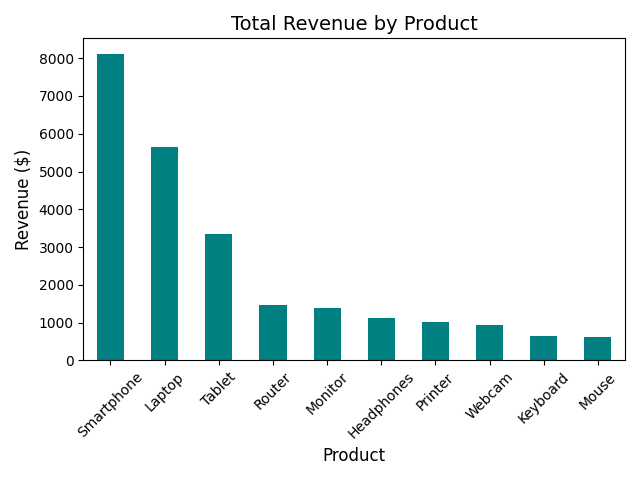 Total Revenue by Product
Revenue ($)
8000
7000
6000
5000
4000
3000
2000
1000
0
Smartphone
Laptop
Tablet
Router
Monitor
Headphones
Printer
Webcam
Keyboard
Mouse
Product